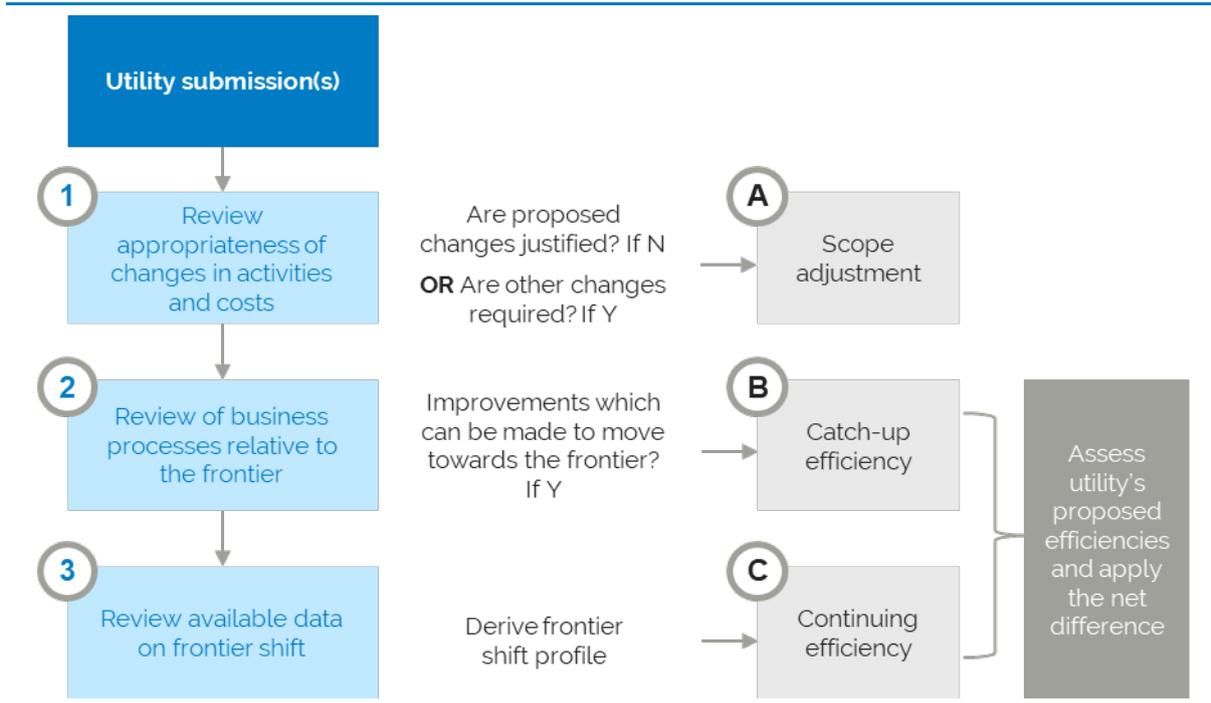 Utility submission(s)
1
Review
appropriateness of
changes in activities
and costs
Are proposed
changes justified? If N
OR Are other changes
required? If Y
A
Scope
adjustment
2
Review of business
processes relative to
the frontier
Improvements which
can be made to move
towards the frontier?
If Y
B
Catch-up
efficiency
3
Review available data
on frontier shift
Derive frontier
shift profile
C
Continuing
efficiency
Assess
utility's
proposed
efficiencies
and apply
the net
difference